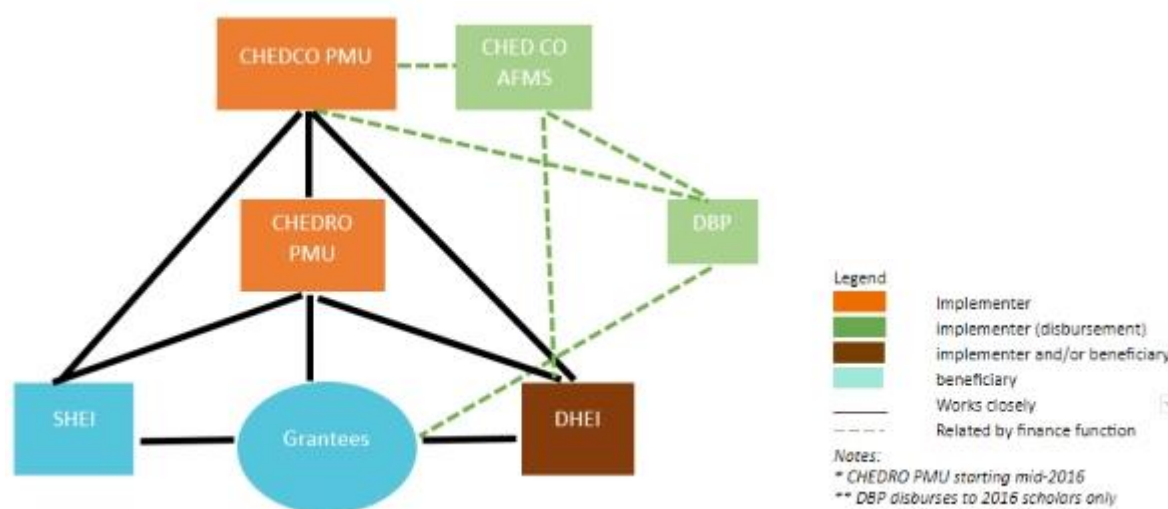 CHEDCO PMU
CHED CO
AFMS
CHEDRO
PMU
DBP
SHEI
Grantees
DHEI
Legend
Implementer
implementer (disbursement)
implementer and/or beneficiary
beneficiary
Works closely
Related by finance function
Notes:
* CHEDRO PMU starting mid-2016
** DBP disburses to 2016 scholars only